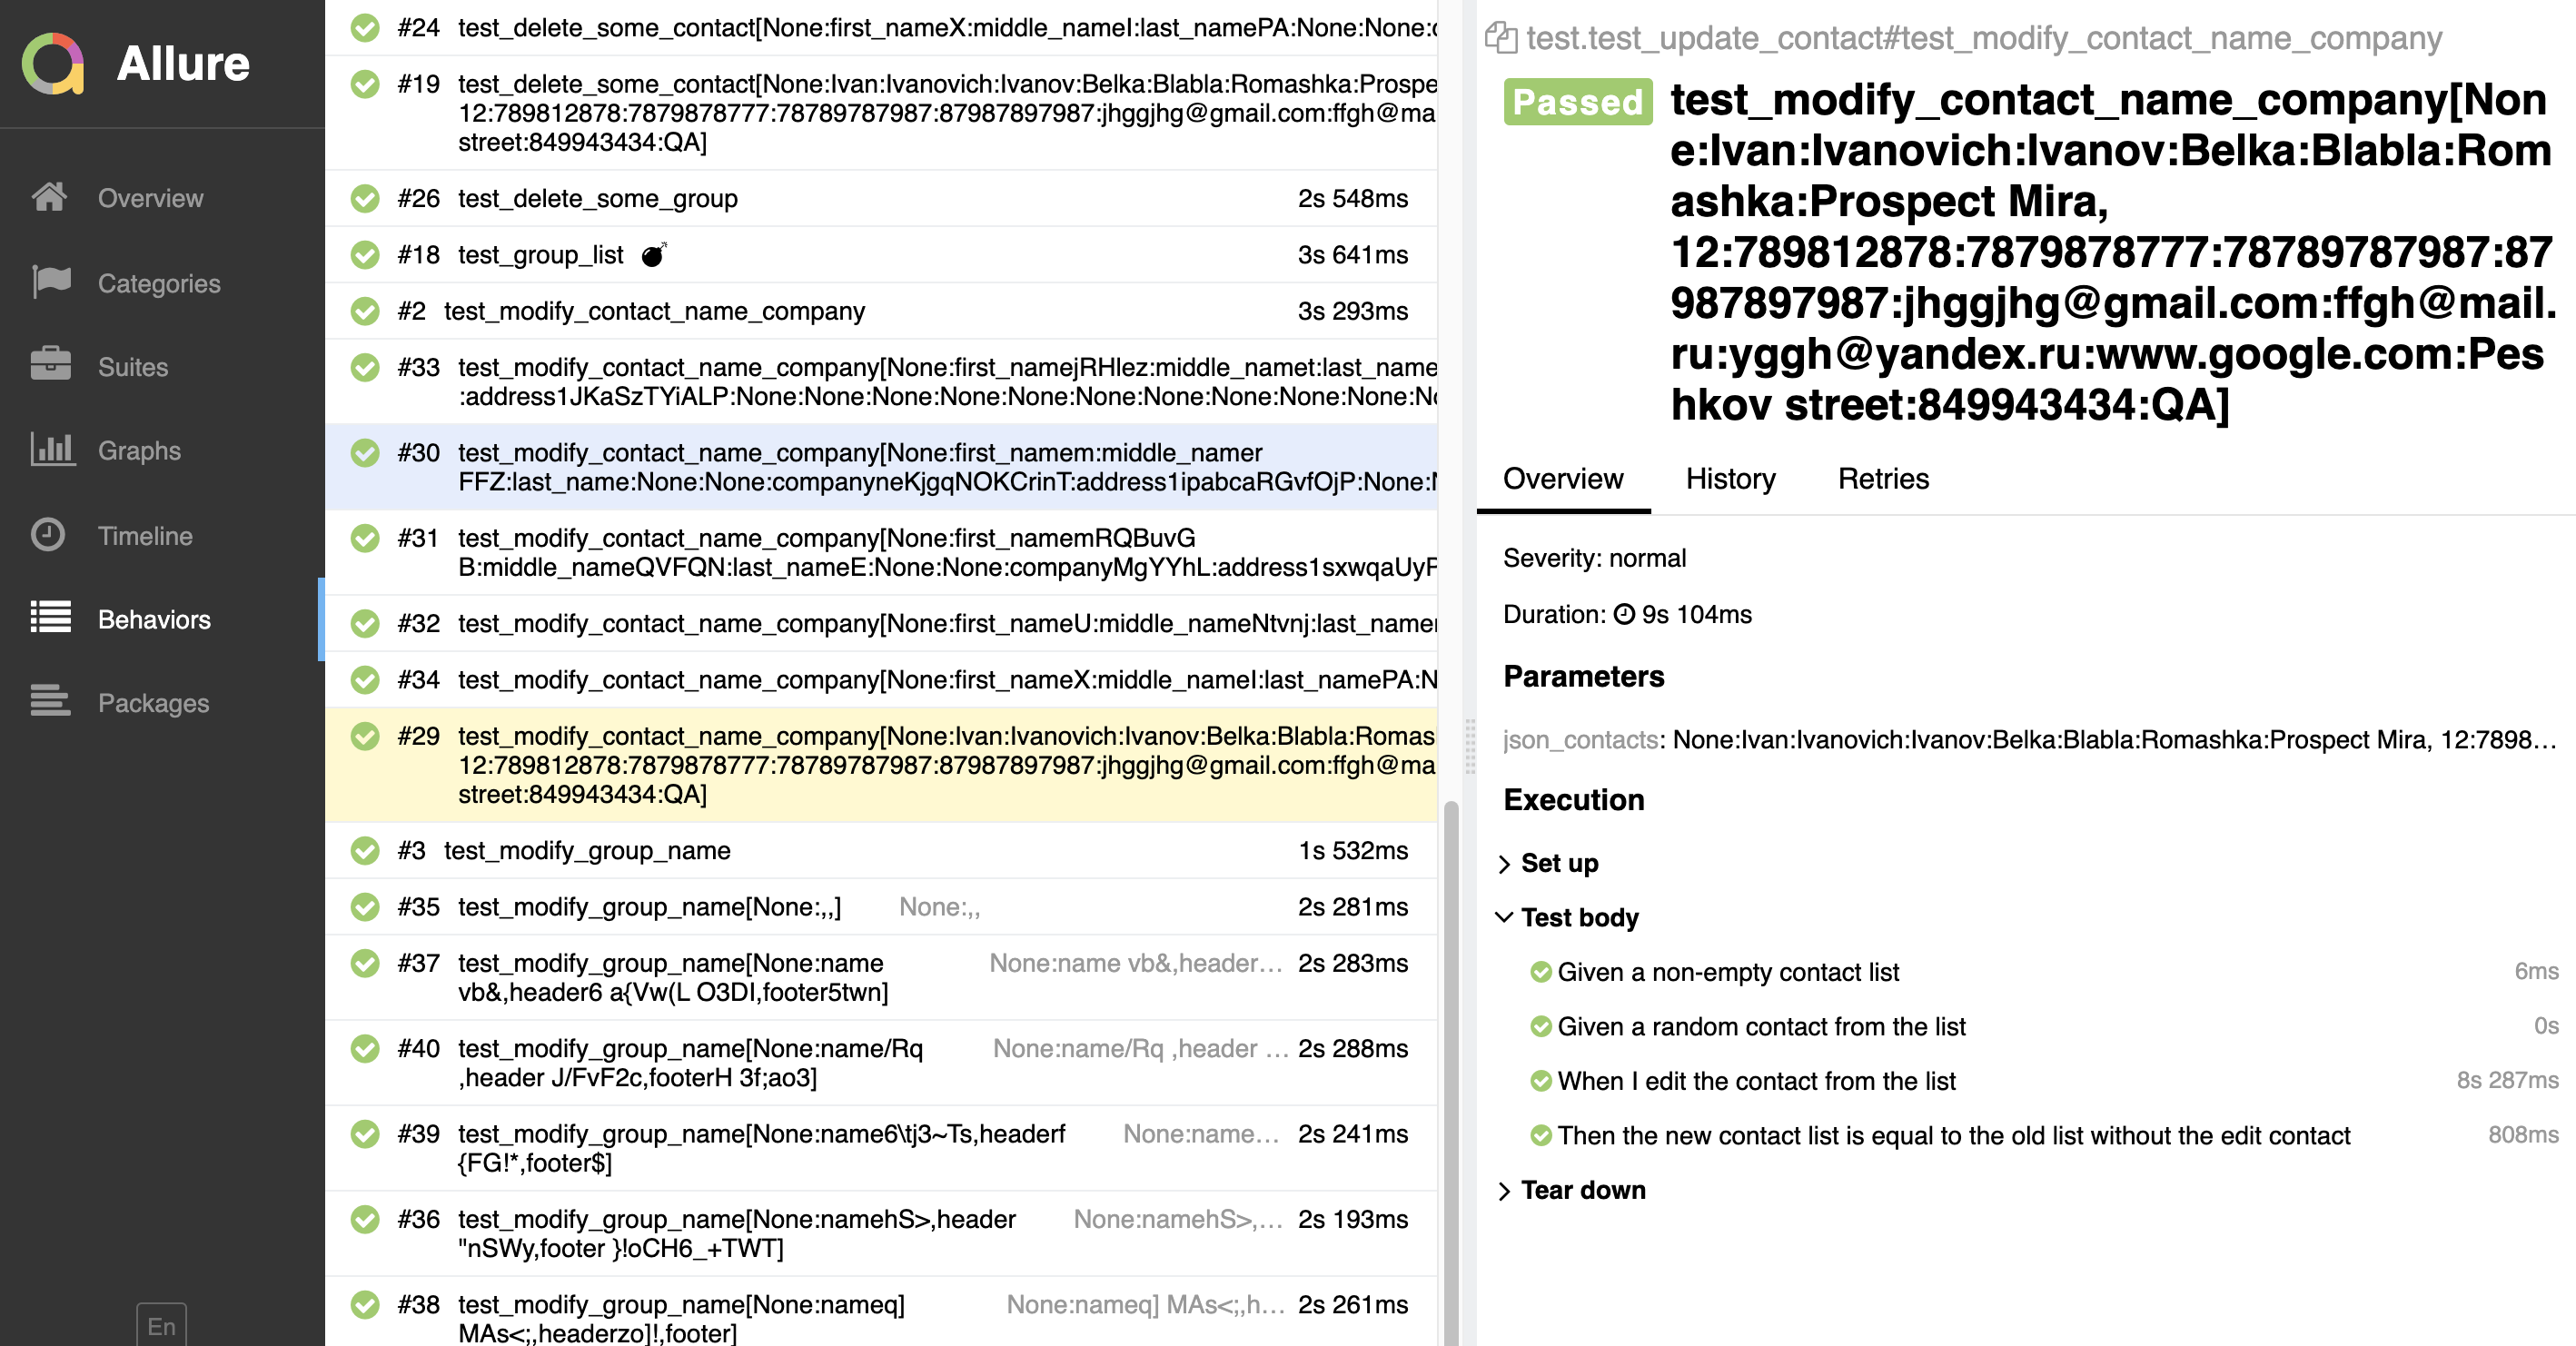 Allure
Overview
Categories
Suites
Graphs
Timeline
Behaviors
Packages
En
#24 test_delete_some_contact[None:first_nameX:middle_nameI:last_namePA:None:None:
#19 test_delete_some_contact[None:Ivan:Ivanovich:Ivanov:Belka:Blabla:Romashka:Prospe
12:789812878:7879878777:78789787987:87987897987:jhggjhg@gmail.com:ffgh@ma
street:849943434:QA]
#26 test_delete_some_group 2s 548ms
#18 test_group_list 3s 641ms
#2 test_modify_contact_name_company 3s 293ms
#33 test_modify_contact_name_company[None:first_namejRHlez:middle_namet:last_name
:address1JKaSzTYiALP:None:None:None:None:None:None:None:None:None:N
#30 test_modify_contact_name_company[None:first_namem:middle_namer
FFZ:last_name:None:None:companyneKjgqNOKCrinT:address1ipabcaRGvfOjP:None:
#31 test_modify_contact_name_company[None:first_namemRQBuvG
B:middle_nameQVFQN:last_nameE:None:None:companyMgYYhL:address1sxwqaUyF
#32 test_modify_contact_name_company[None:first_nameU:middle_nameNtvnj:last_name
#34 test_modify_contact_name_company[None:first_nameX:middle_nameI:last_namePA:N
#29 test_modify_contact_name_company[None:Ivan:Ivanovich:Ivanov:Belka:Blabla:Romas
12:789812878:7879878777:78789787987:87987897987:jhggjhg@gmail.com:ffgh@ma
street:849943434:QA]
#3 test_modify_group_name 1s 532ms
#35 test_modify_group_name[None:,,] None:,, 2s 281ms
#37 test_modify_group_name[None:name None:name vb&,header… 2s 283ms
vb&,header6 a{Vw(L O3DI,footer5twn]
#40 test_modify_group_name[None:name/Rq None:name/Rq ,header … 2s 288ms
,header J/FvF2c,footerH 3f;ao3]
#39 test_modify_group_name[None:name6\tj3~Ts,headerf None:name… 2s 241ms
{FG!*,footer$]
#36 test_modify_group_name[None:namehS>,header None:namehS>,… 2s 193ms
"nSWy,footer }!oCH6_+TWT]
#38 test_modify_group_name[None:nameq] None:nameq] MAs<;,h… 2s 261ms
MAs<;,headerzo]!,footer]
test.test_update_contact#test_modify_contact_name_company
Passed test_modify_contact_name_company[Non
e:Ivan:Ivanovich:Ivanov:Belka:Blabla:Rom
ashka:Prospect Mira,
12:789812878:7879878777:78789787987:87
987897987:jhggjhg@gmail.com:ffgh@mail.
ru:yggh@yandex.ru:www.google.com:Pes
hkov street:849943434:QA]
Overview History Retries
Severity: normal
Duration: 9s 104ms
Parameters
json_contacts: None:Ivan:Ivanovich:Ivanov:Belka:Blabla:Romashka:Prospect Mira, 12:7898…
Execution
Set up
Test body
Given a non-empty contact list 6ms
Given a random contact from the list 0s
When I edit the contact from the list 8s 287ms
Then the new contact list is equal to the old list without the edit contact 808ms
Tear down